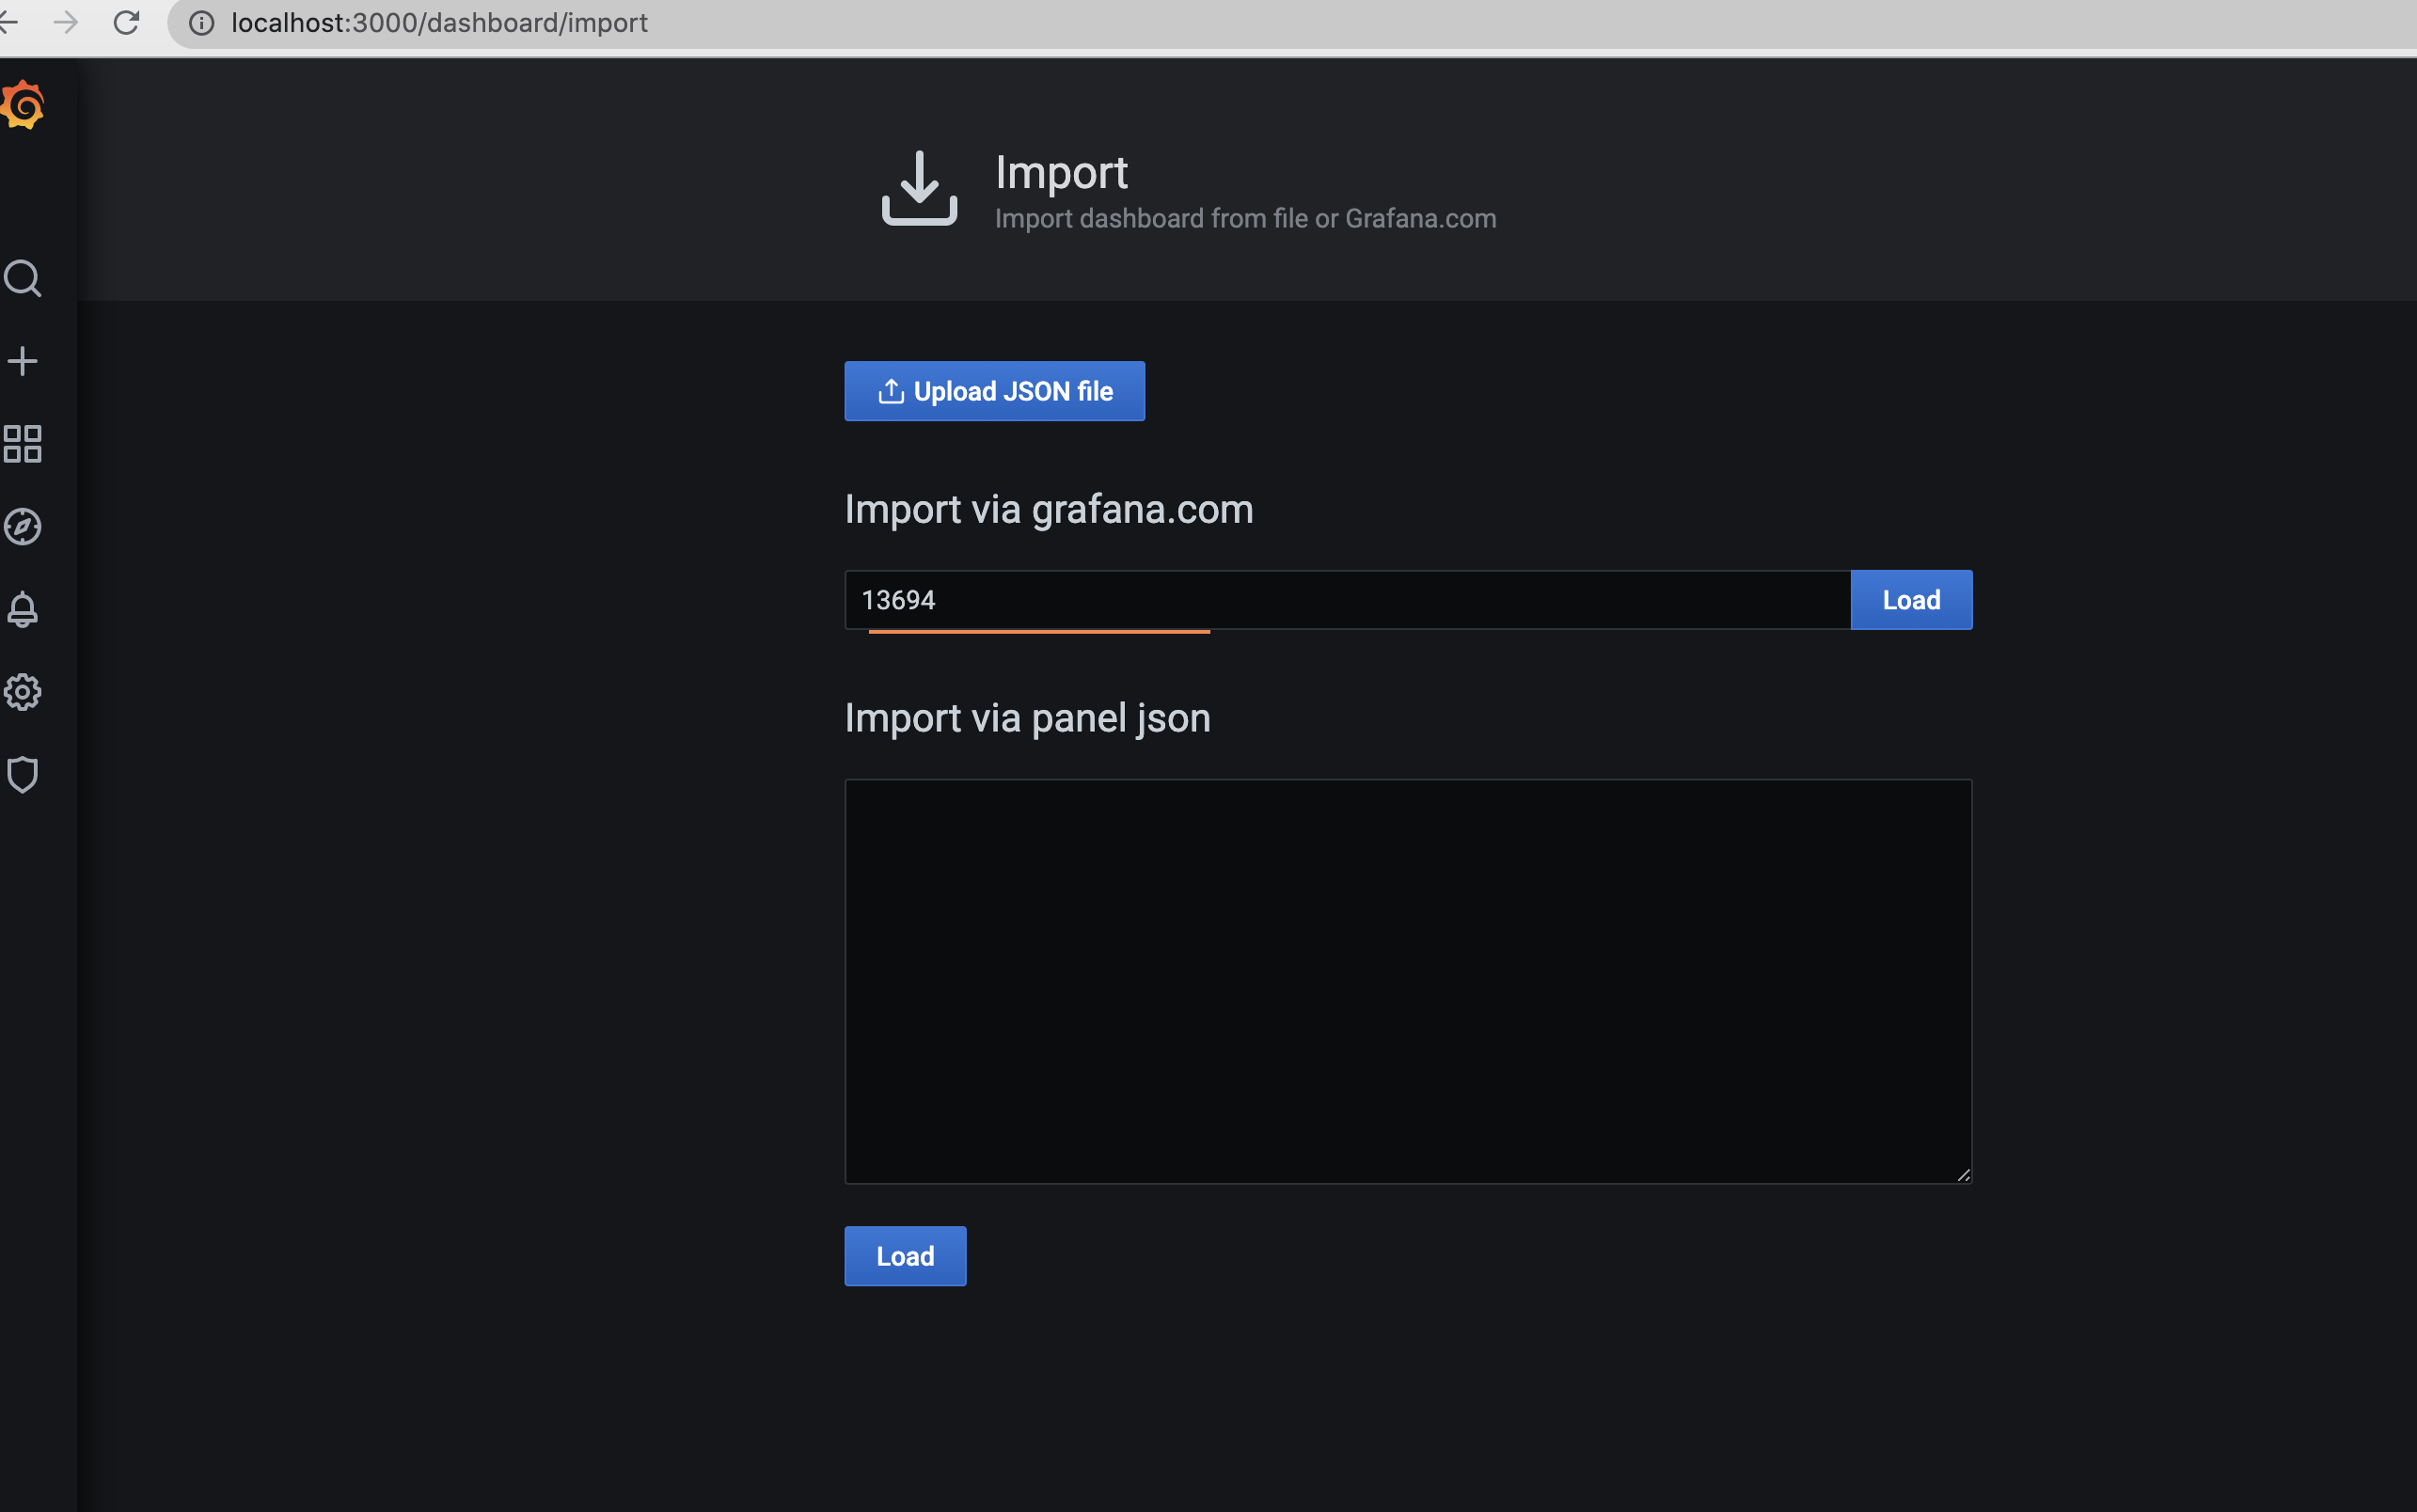 localhost:3000/dashboard/import
Import
Import dashboard from file or Grafana.com
Upload JSON file
Import via grafana.com
13694
Load
Import via panel json
Load